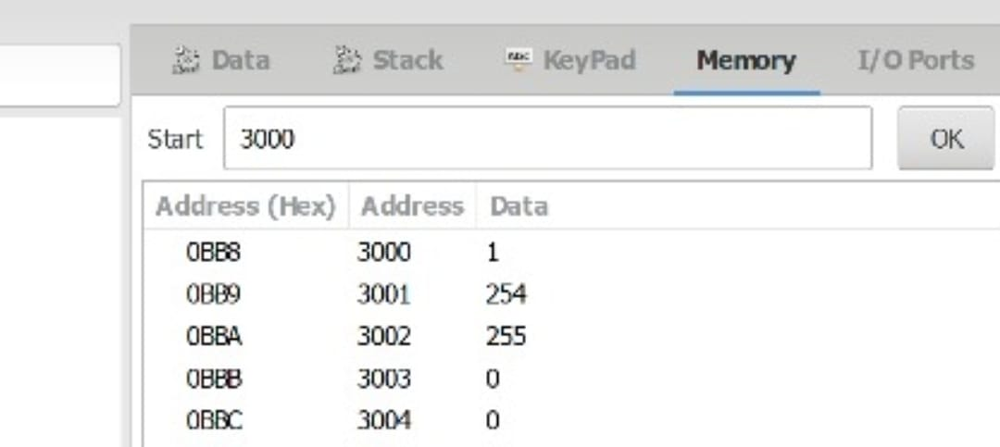 Data Stack ABC KeyPad Memory I/O Ports
Start 3000 OK
Address (Hex) Address Data
0BB8 3000 1
0BB9 3001 254
0BBA 3002 255
0BBB 3003 0
0BBC 3004 0